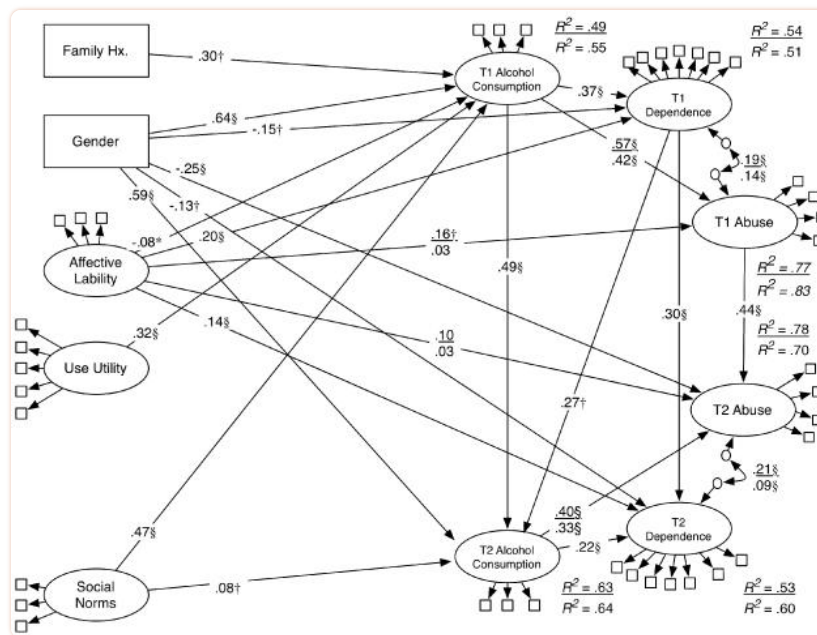 Family Hx.
Gender
Affective
Lability
Use Utility
Social
Norms
T1 Alcohol
Consumption
T1
Dependence
T1 Abuse
T2 Abuse
T2
Dependence
T2 Alcohol
Consumption
R² = .49
R² = .55
R² = .54
R² = .51
.30†
.64§
-.15†
.37§
.57§
.42§
.19§
.14§
-.25§
.59§
-.13†
-.08*
.20§
.16†
.03
R² = .77
R² = .83
.49§
.44§
.14§
.32§
.10
.03
.30§
R² = .78
R² = .70
.27†
.21§
.09§
.40§
.33§
.47§
.22§
.08†
R² = .63
R² = .64
R² = .53
R² = .60